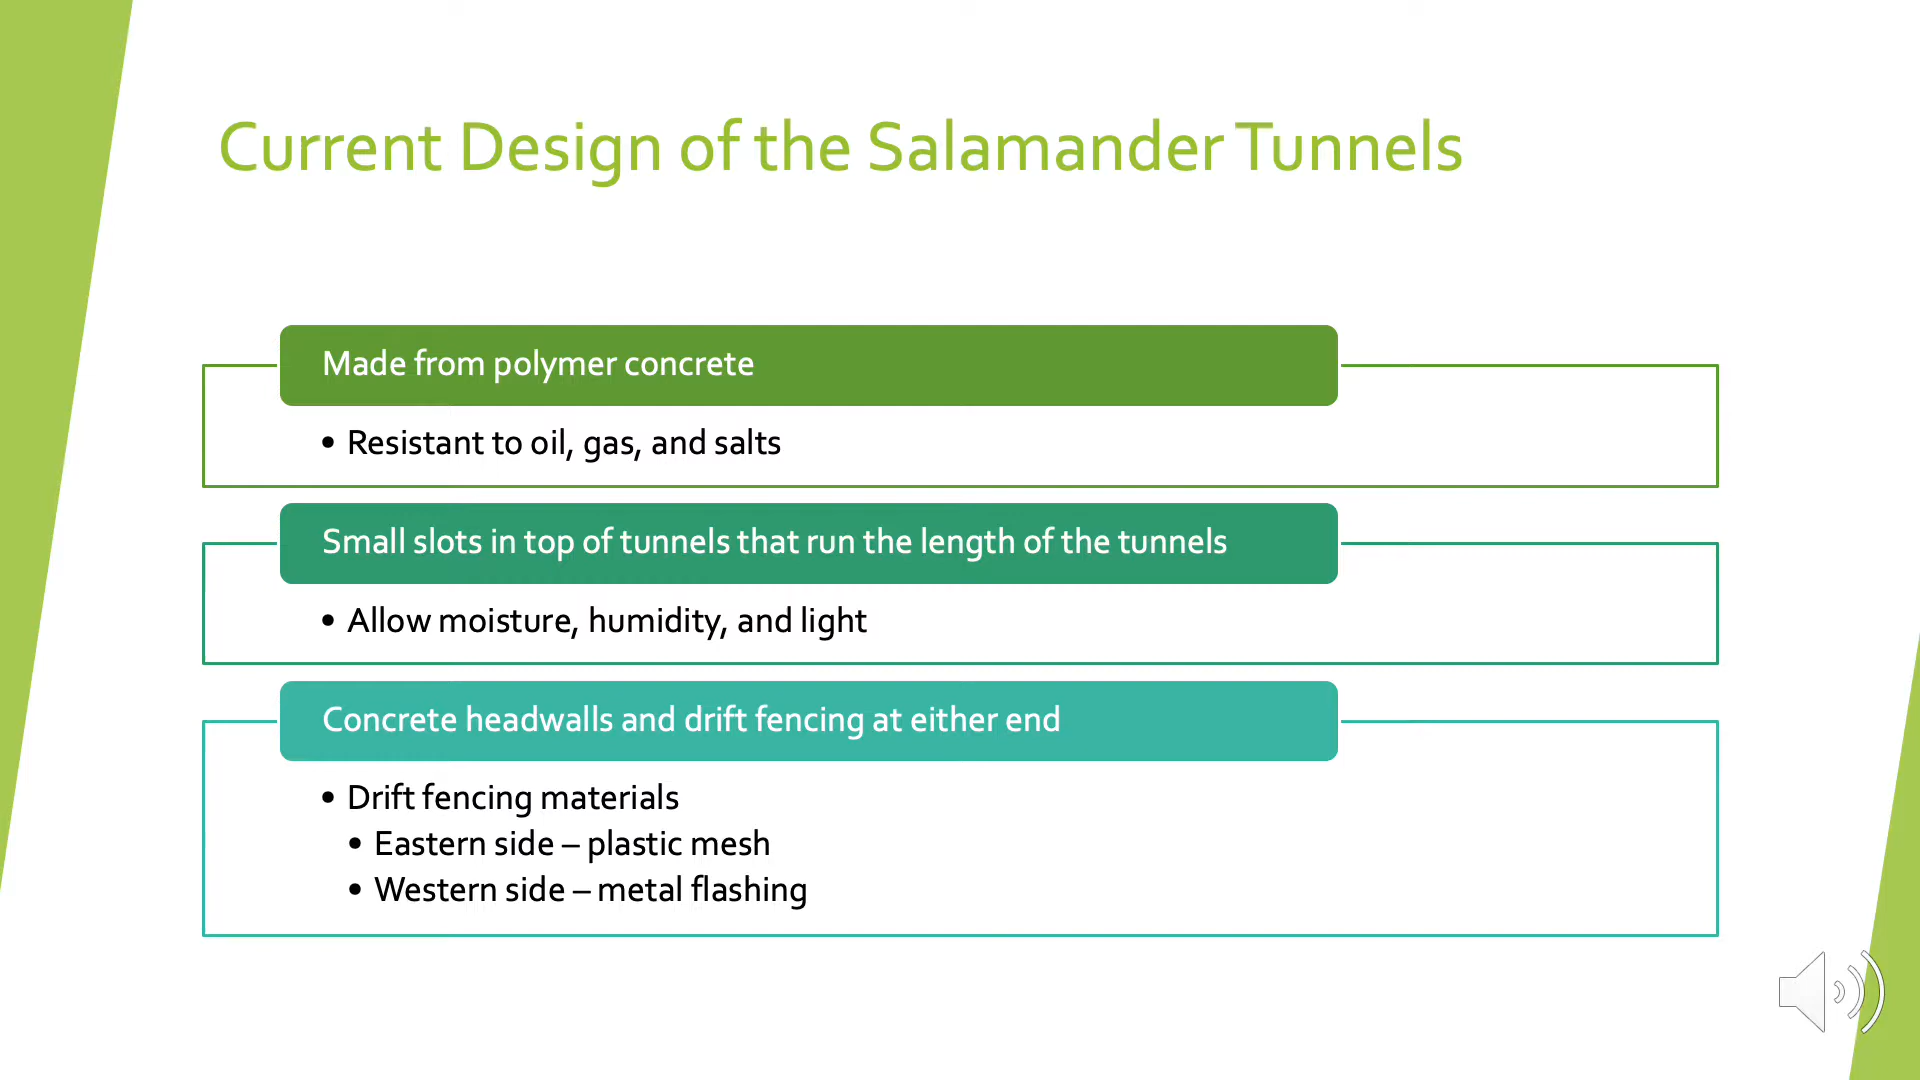 Current Design of the Salamander Tunnels
Made from polymer concrete
• Resistant to oil, gas, and salts
Small slots in top of tunnels that run the length of the tunnels
• Allow moisture, humidity, and light
Concrete headwalls and drift fencing at either end
• Drift fencing materials
• Eastern side – plastic mesh
• Western side – metal flashing